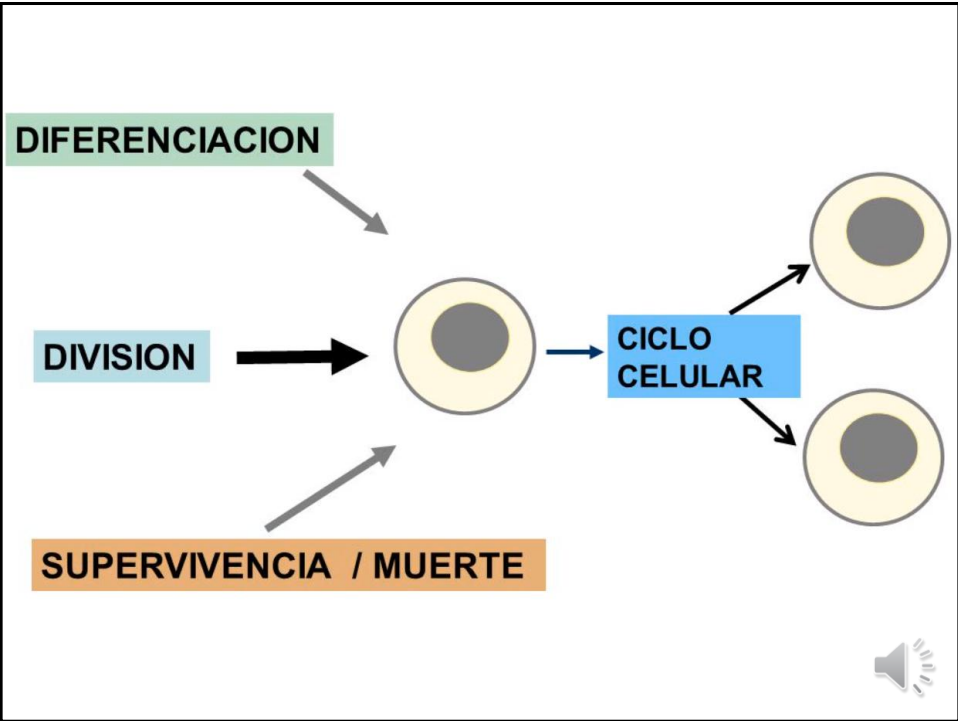 DIFERENCIACION
DIVISION
CICLO
CELULAR
SUPERVIVENCIA / MUERTE